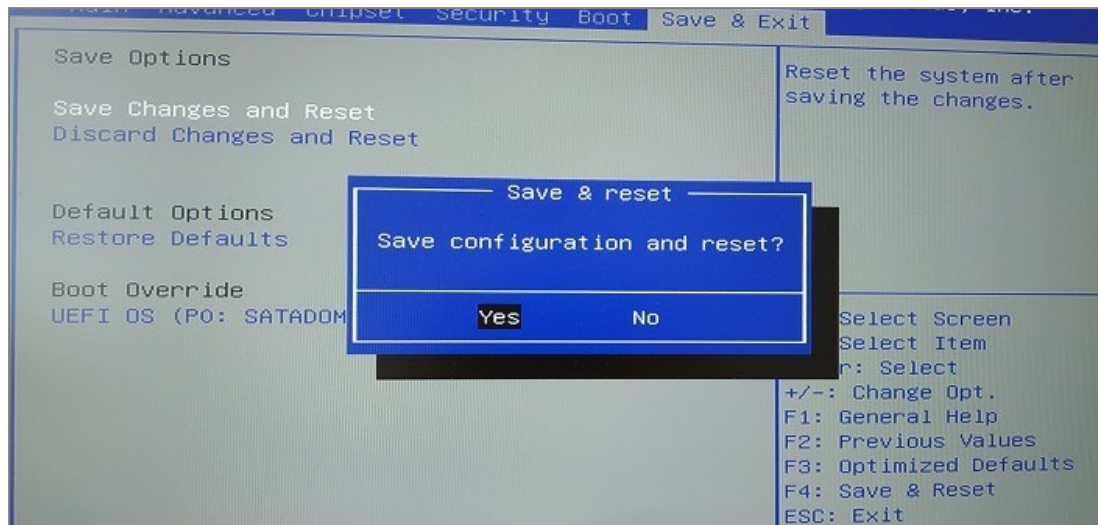 Main Advanced Chipset Security Boot Save & Exit
Save Options
Save Changes and Reset
Discard Changes and Reset
Default Options
Restore Defaults
Boot Override
UEFI OS (P0: SATADOM
Save & reset
Save configuration and reset?
Yes No
Reset the system after
saving the changes.
Select Screen
Select Item
r: Select
+/-: Change Opt.
F1: General Help
F2: Previous Values
F3: Optimized Defaults
F4: Save & Reset
ESC: Exit